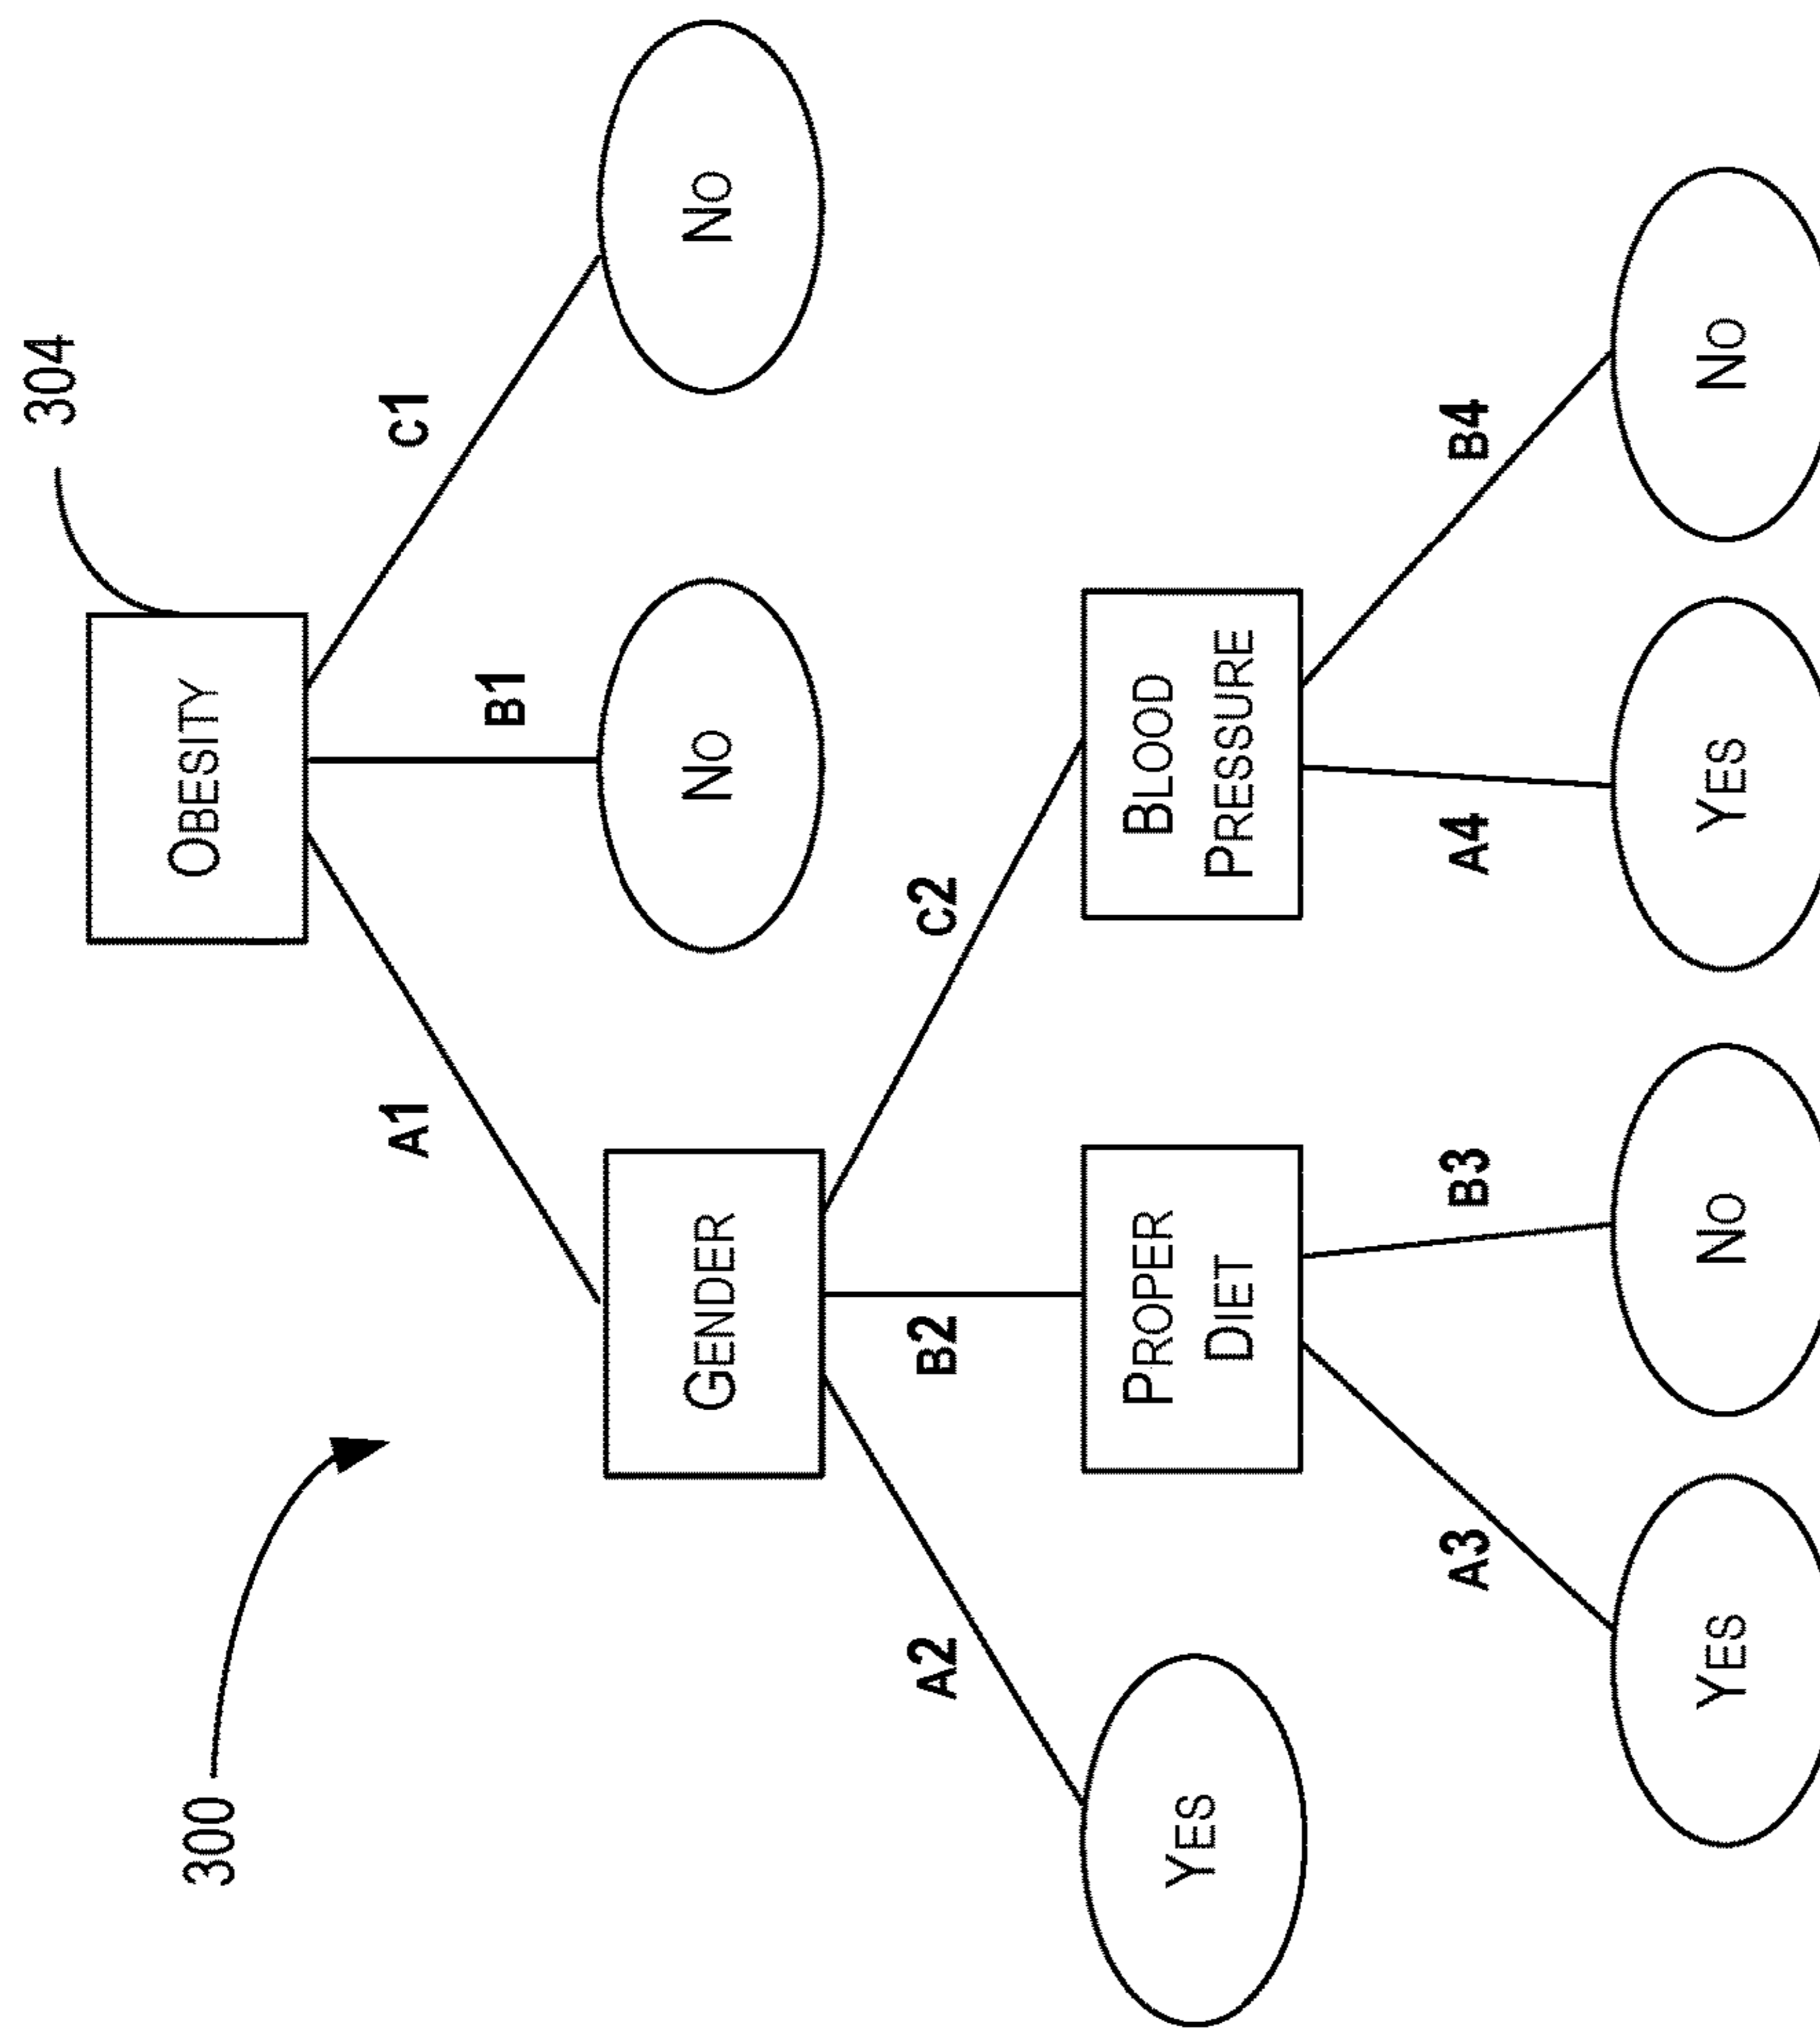 300
304
OBESITY
A1
B1
C1
GENDER
NO
NO
A2
B2
C2
YES
PROPER
DIET
BLOOD
PRESSURE
A3
B3
A4
B4
YES
NO
YES
NO